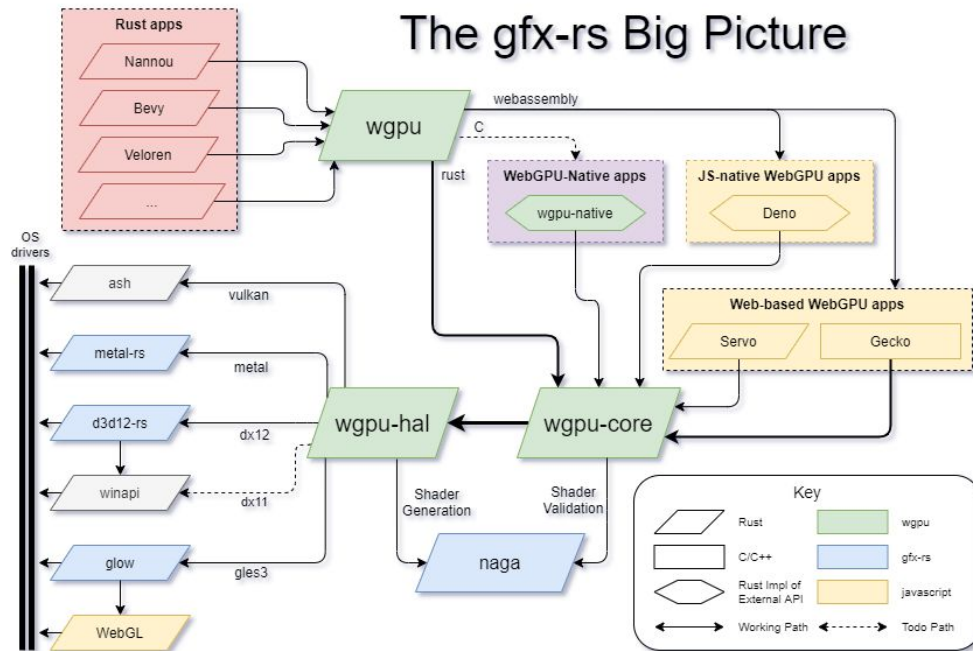 The gfx-rs Big Picture
Rust apps
Nannou
Bevy
Veloren
...
wgpu
webassembly
C
rust
WebGPU-Native apps
wgpu-native
JS-native WebGPU apps
Deno
Web-based WebGPU apps
Servo
Gecko
OS
drivers
ash
vulkan
metal-rs
metal
d3d12-rs
dx12
winapi
dx11
glow
gles3
WebGL
wgpu-hal
wgpu-core
Shader
Generation
Shader
Validation
naga
Key
Rust
wgpu
C/C++
gfx-rs
Rust Impl of
External API
javascript
Working Path
Todo Path